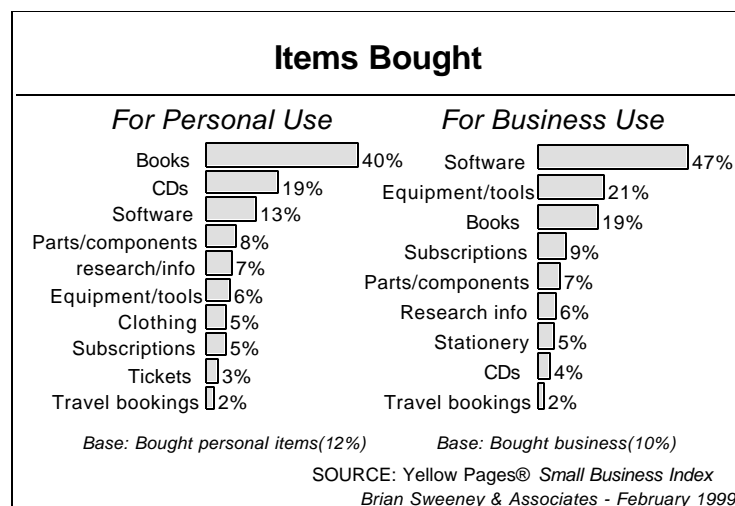 Items Bought
For Personal Use
Books 40%
CDs 19%
Software 13%
Parts/components 8%
research/info 7%
Equipment/tools 6%
Clothing 5%
Subscriptions 5%
Tickets 3%
Travel bookings 2%
Base: Bought personal items(12%)
For Business Use
Software 47%
Equipment/tools 21%
Books 19%
Subscriptions 9%
Parts/components 7%
Research info 6%
Stationery 5%
CDs 4%
Travel bookings 2%
Base: Bought business(10%)
SOURCE: Yellow Pages® Small Business Index
Brian Sweeney & Associates - February 1999